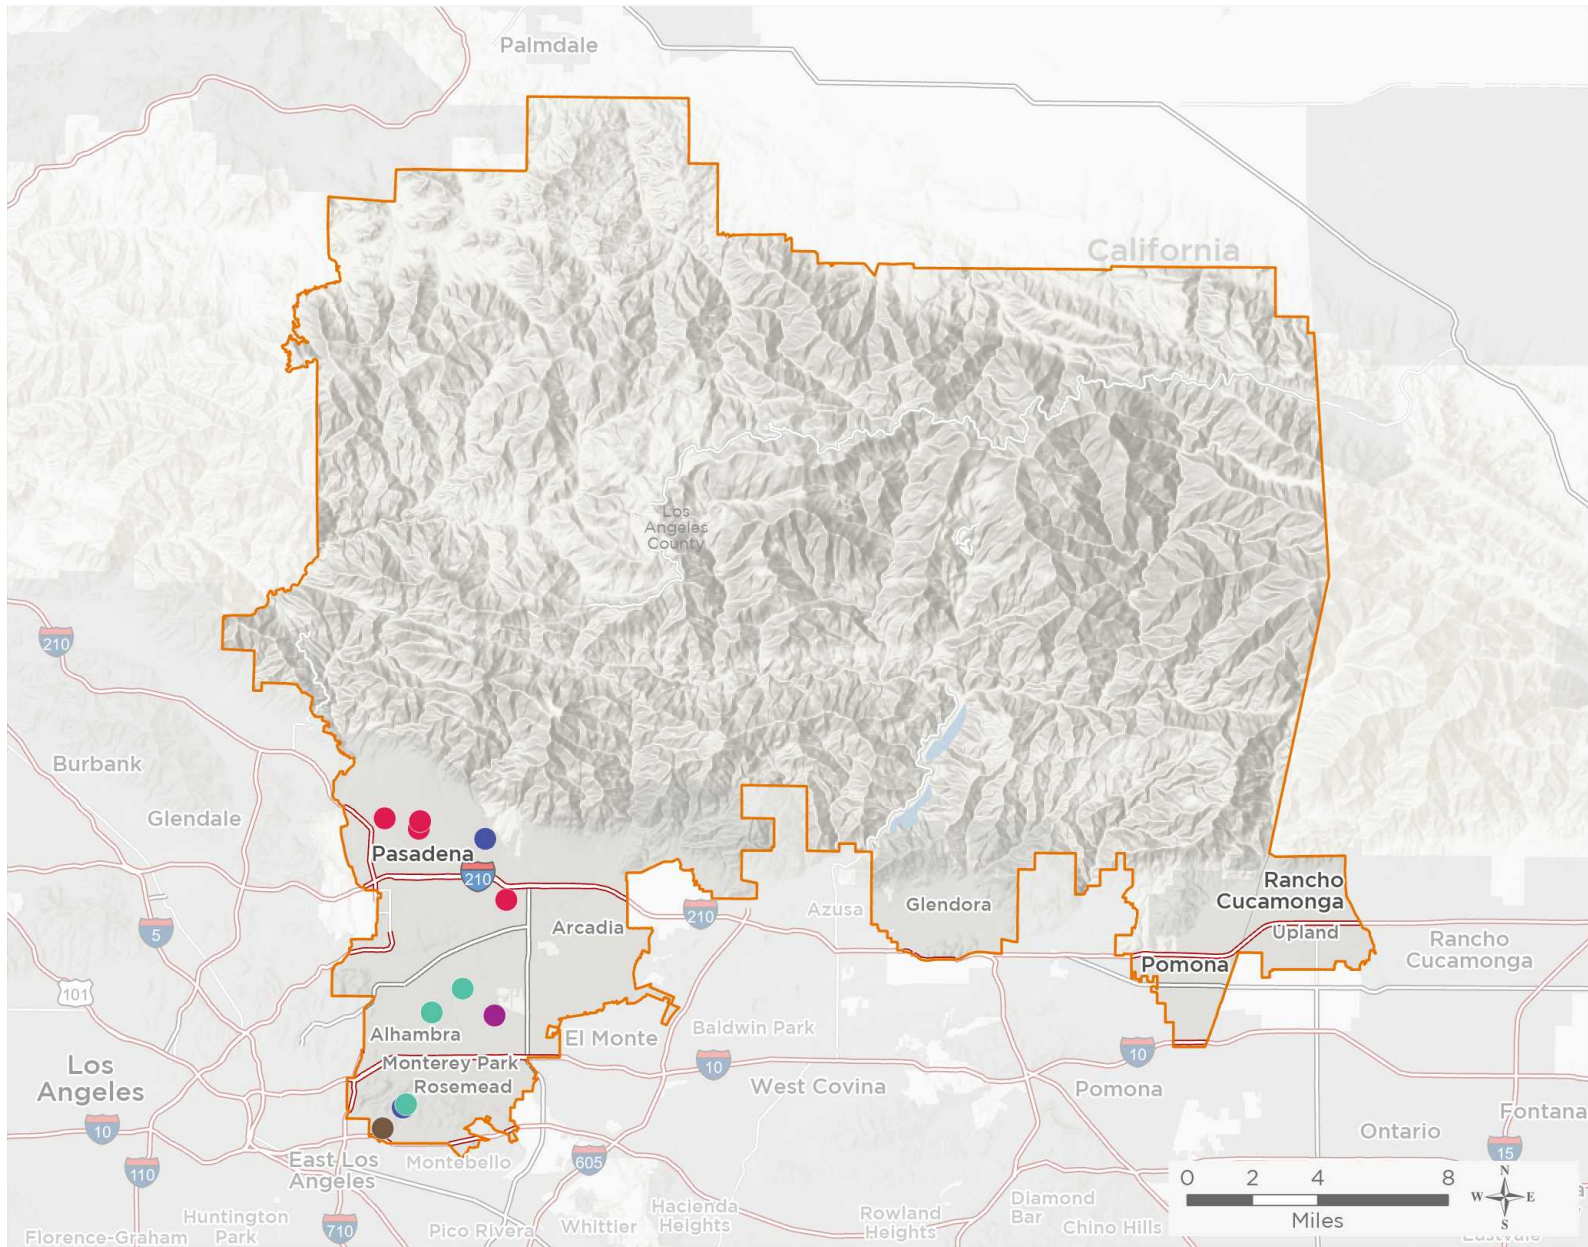 Palmdale
California
Los
Angeles
County
210
Burbank
Glendale
Pasadena
210
Rancho
Cucamonga
Arcadia
210
Azusa
Glendora
Upland
5
Rancho
Cucamonga
Pomona
101
Alhambra
El Monte
Baldwin Park
Monterey Park
10
10
Los
Angeles
Rosemead
West Covina
Pomona
Fontana
10
Ontario
15
East Los
Angeles
Montebello
605
110
0 2 4 8
Miles
N
W E
S
Huntington
Park
710
Pico Rivera
Whittier
Hacienda
Heights
Rowland
Heights
Diamond
Bar
Chino Hills
Florence-Graham
Eastvale